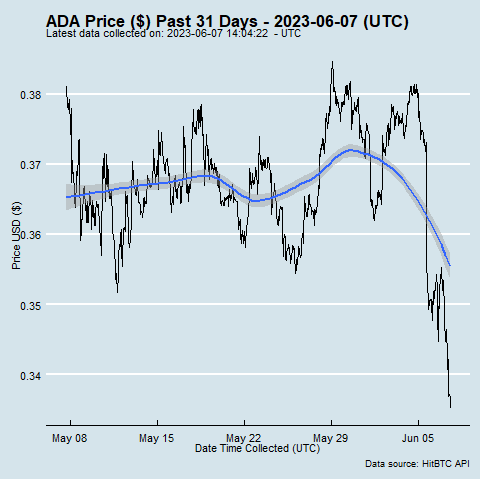 ADA Price ($) Past 31 Days - 2023-06-07 (UTC)
Latest data collected on: 2023-06-07 14:04:22 - UTC
0.38
0.37
0.36
0.35
0.34
Price USD ($)
May 08 May 15 May 22 May 29 Jun 05
Date Time Collected (UTC)
Data source: HitBTC API